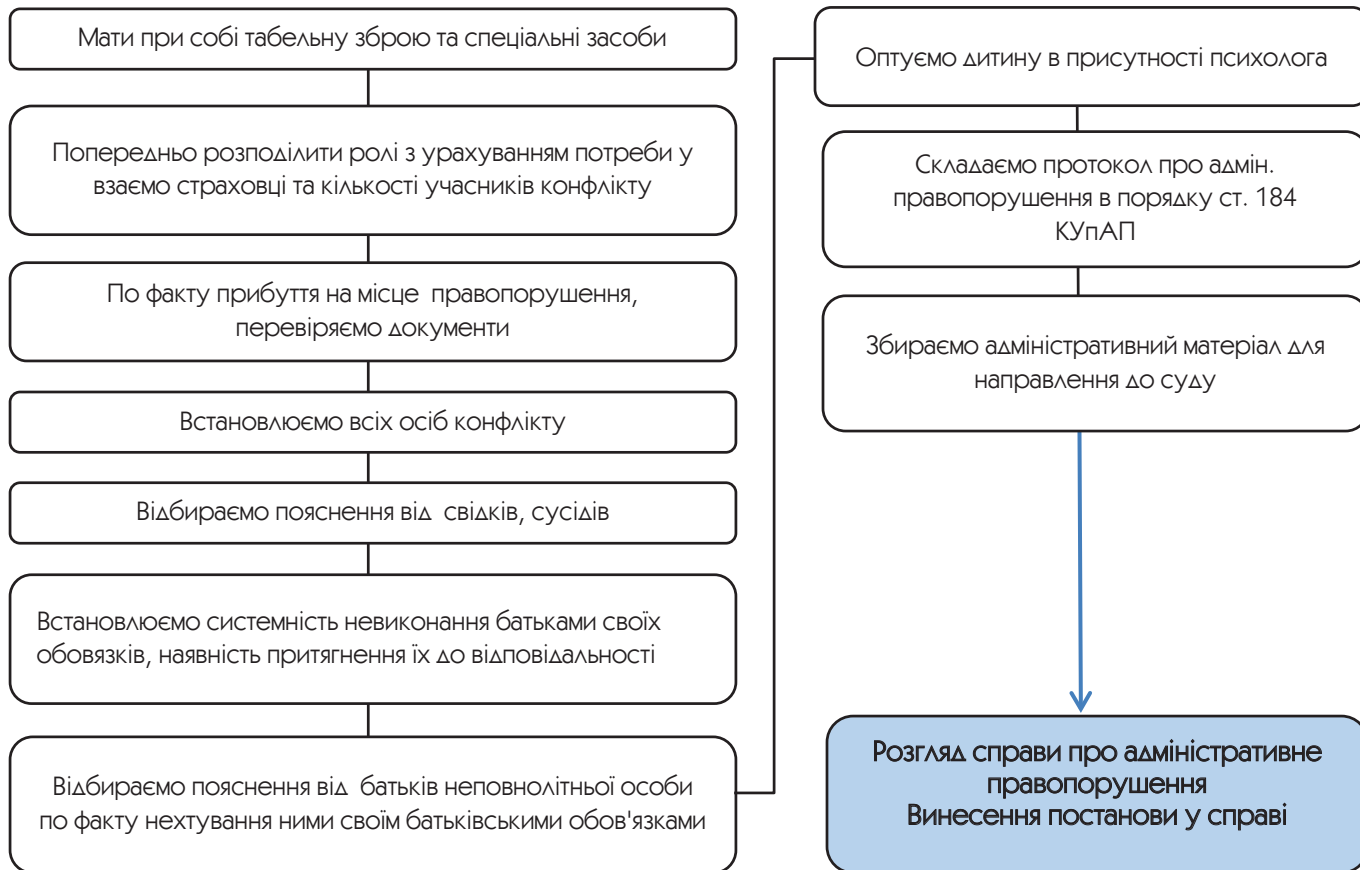 Мати при собі табельну зброю та спеціальні засоби
Попередньо розподілити ролі з урахуванням потреби у
взаємо страховці та кількості учасників конфлікту
По факту прибуття на місце правопорушення,
перевіряємо документи
Встановлюємо всіх осіб конфлікту
Відбираємо пояснення від свідків, сусідів
Встановлюємо системність невиконання батьками своїх
обовязків, наявність притягнення їх до відповідальності
Відбираємо пояснення від батьків неповнолітньої особи
по факту нехтування ними своїм батьківськими обов'язками
Оптуємо дитину в присутності психолога
Складаємо протокол про адмін.
правопорушення в порядку ст. 184
КУпАП
Збираємо адміністративний матеріал для
направлення до суду
Розгляд справи про адміністративне
правопорушення
Винесення постанови у справі